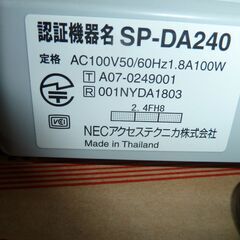 認証機器名 SP-DA240
定格 AC100V50/60Hz1.8A100W
T A07-0249001
R 001NYDA1803
2.4FH8
NECアクセステクニカ株式会社
Made in Thailand
VCCI